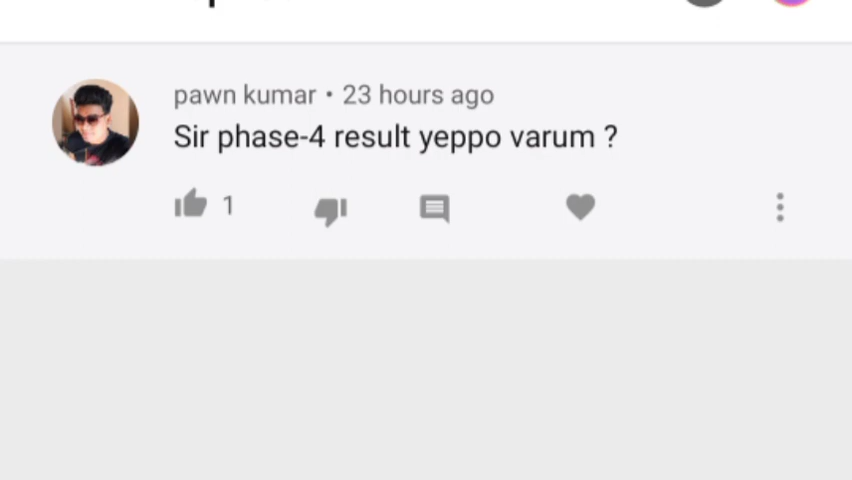 pawn kumar • 23 hours ago
Sir phase-4 result yeppo varum ?
1